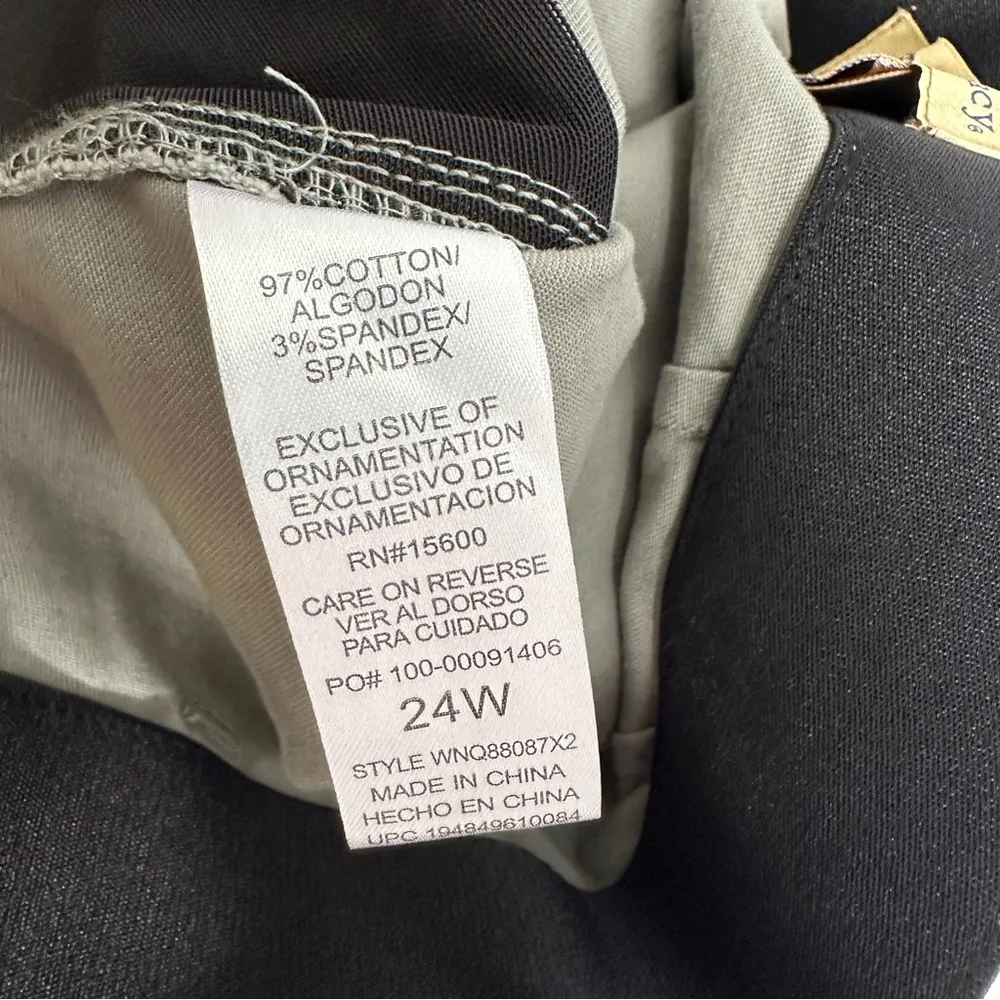 97%COTTON/
ALGODON
3%SPANDEX/
SPANDEX
EXCLUSIVE OF
ORNAMENTATION
EXCLUSIVO DE
ORNAMENTACION
RN#15600
CARE ON REVERSE
VER AL DORSO
PARA CUIDADO
PO# 100-00091406
24W
STYLE WNQ88087X2
MADE IN CHINA
HECHO EN CHINA
UPC 194849610084